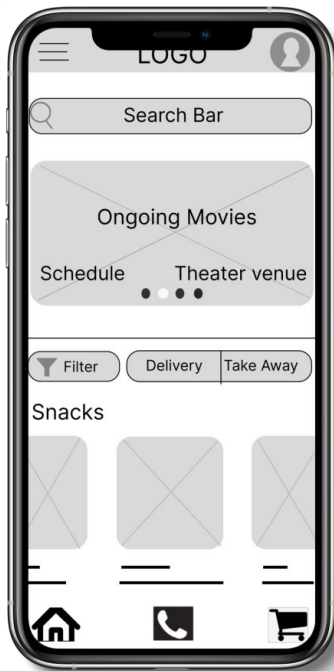 LOGO
Search Bar
Ongoing Movies
Schedule Theater venue
Filter Delivery Take Away
Snacks